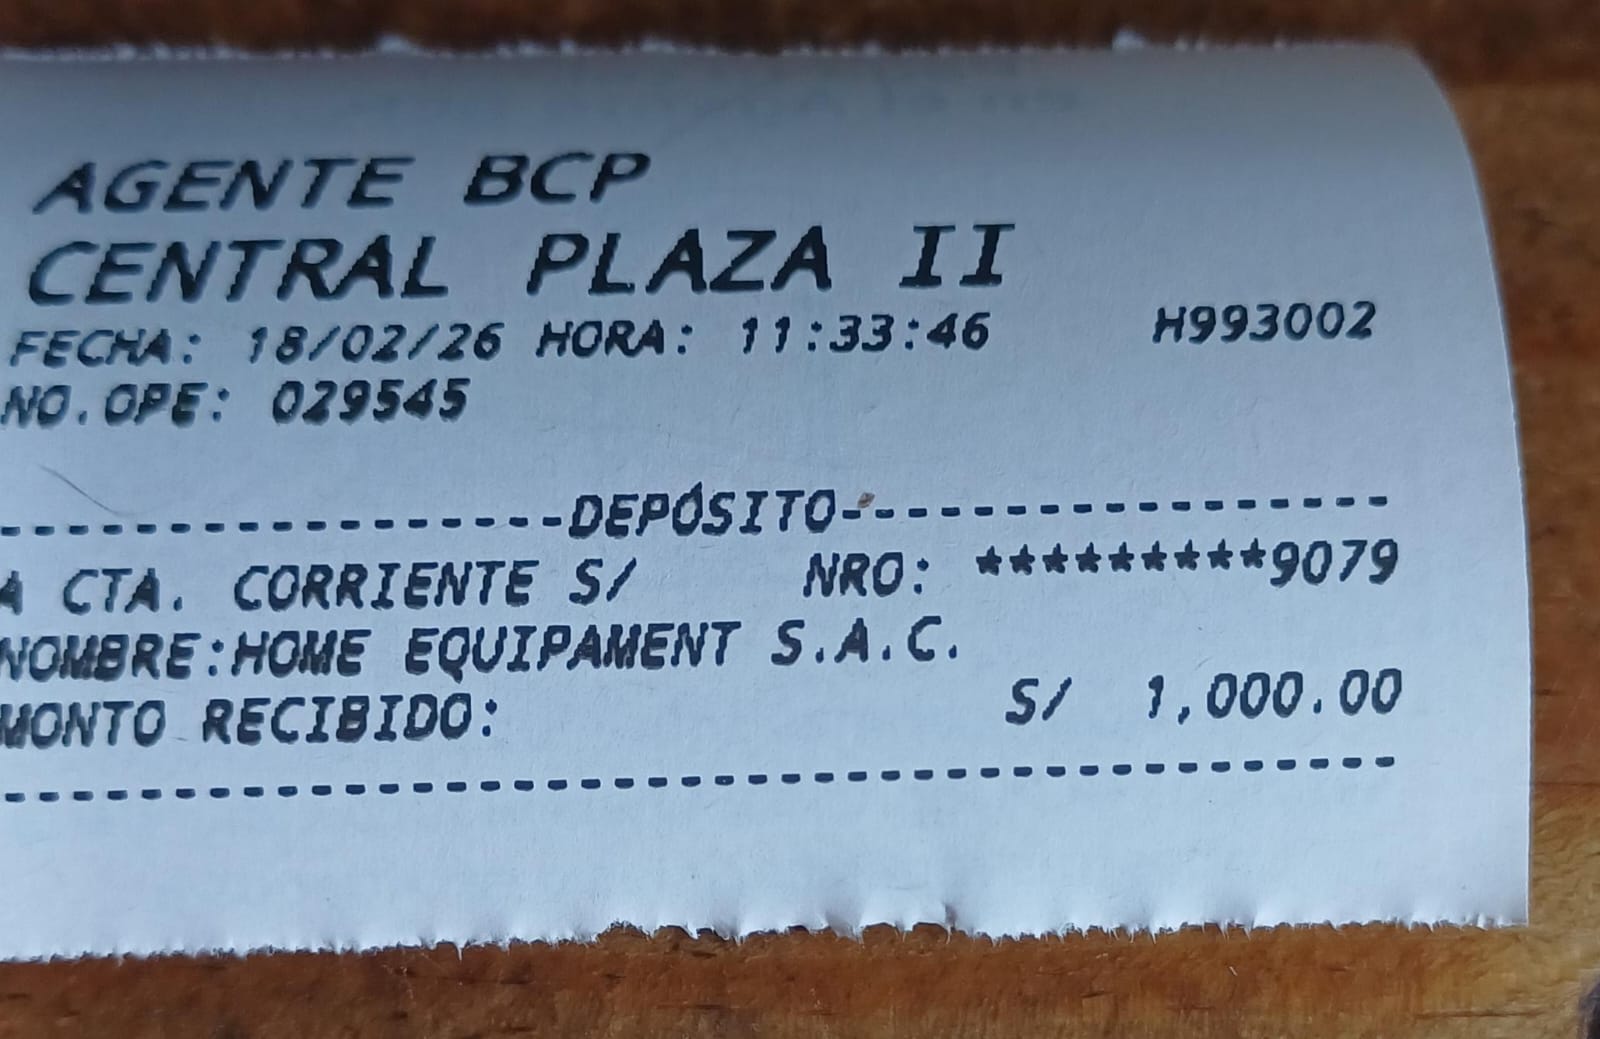 AGENTE BCP
CENTRAL PLAZA II
FECHA: 18/02/26 HORA: 11:33:46 H993002
NO.OPE: 029545
------------------DEPÓSITO-----------------
A CTA. CORRIENTE S/ NRO: *********9079
NOMBRE:HOME EQUIPAMENT S.A.C.
MONTO RECIBIDO: S/ 1,000.00
-----------------------------------------